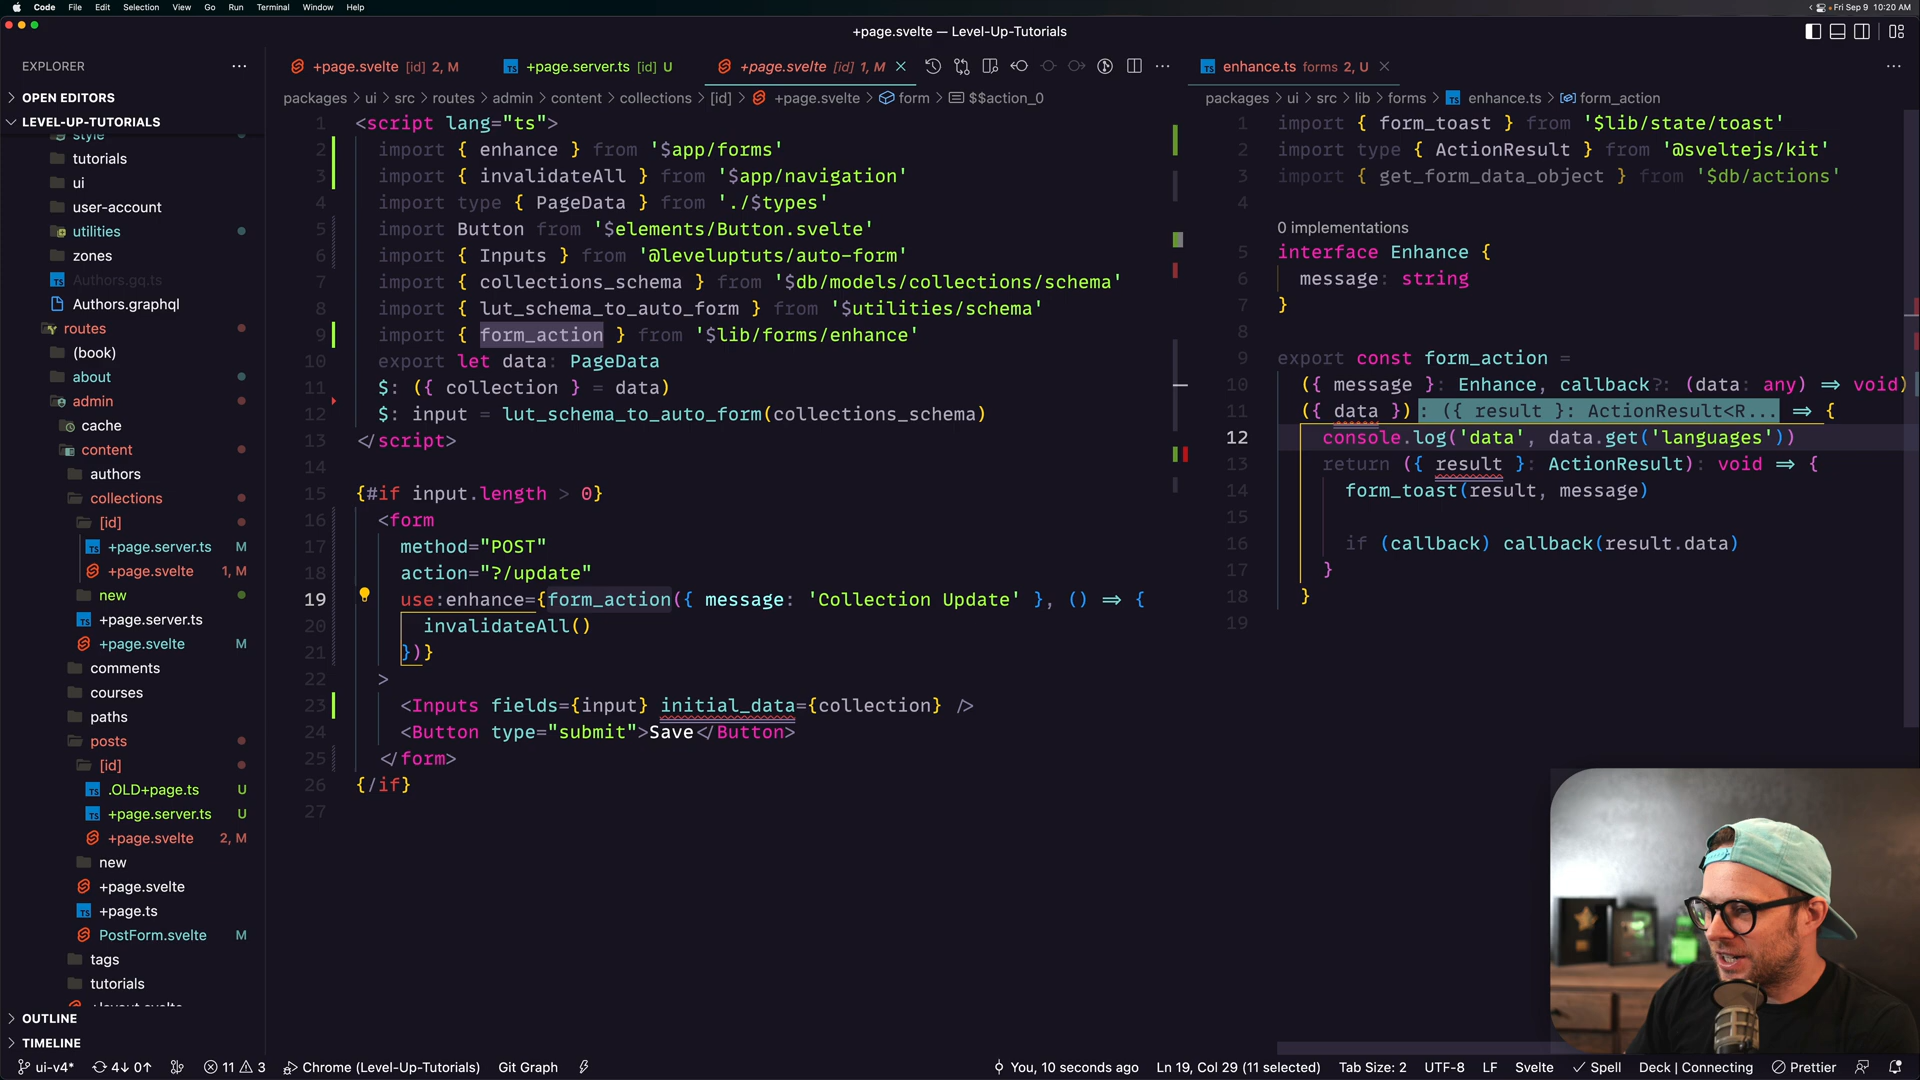 Code File Edit Selection View Go Run Terminal Window Help
Fri Sep 9 10:20 AM
+page.svelte — Level-Up-Tutorials
EXPLORER
+page.svelte [id] 2, M
+page.server.ts [id] U
+page.svelte [id] 1, M
enhance.ts forms 2, U
packages > ui > src > routes > admin > content > collections > [id] > +page.svelte > form > $$action_0
packages > ui > src > lib > forms > enhance.ts > form_action
OPEN EDITORS
LEVEL-UP-TUTORIALS
style
tutorials
ui
user-account
utilities
zones
Authors.gq.ts
Authors.graphql
routes
(book)
about
admin
cache
content
authors
collections
[id]
+page.server.ts M
+page.svelte 1, M
new
+page.server.ts
+page.svelte M
comments
courses
paths
posts
[id]
.OLD+page.ts U
+page.server.ts U
+page.svelte 2, M
new
+page.svelte
+page.ts
PostForm.svelte M
tags
tutorials
+layout.svelte
OUTLINE
TIMELINE
1 <script lang="ts">
2 import { enhance } from '$app/forms'
3 import { invalidateAll } from '$app/navigation'
4 import type { PageData } from './$types'
5 import Button from '$elements/Button.svelte'
6 import { Inputs } from '@leveluptuts/auto-form'
7 import { collections_schema } from '$db/models/collections/schema'
8 import { lut_schema_to_auto_form } from '$utilities/schema'
9 import { form_action } from '$lib/forms/enhance'
10 export let data: PageData
11 $: ({ collection } = data)
12 $: input = lut_schema_to_auto_form(collections_schema)
13 </script>
14
15 {#if input.length > 0}
16 <form
17 method="POST"
18 action="?/update"
19 use:enhance={form_action({ message: 'Collection Update' }, () => {
20 invalidateAll()
21 })}
22 >
23 <Inputs fields={input} initial_data={collection} />
24 <Button type="submit">Save</Button>
25 </form>
26 {/if}
27
1 import { form_toast } from '$lib/state/toast'
2 import type { ActionResult } from '@sveltejs/kit'
3 import { get_form_data_object } from '$db/actions'
4
0 implementations
5 interface Enhance {
6 message: string
7 }
8
9 export const form_action =
10 ({ message }: Enhance, callback?: (data: any) => void)
11 ({ data }) : ({ result }: ActionResult<R... => {
12 console.log('data', data.get('languages'))
13 return ({ result }: ActionResult): void => {
14 form_toast(result, message)
15
16 if (callback) callback(result.data)
17 }
18 }
19
ui-v4* 4↓ 0↑ 11 3 Chrome (Level-Up-Tutorials) Git Graph
You, 10 seconds ago Ln 19, Col 29 (11 selected) Tab Size: 2 UTF-8 LF Svelte Spell Deck | Connecting Prettier